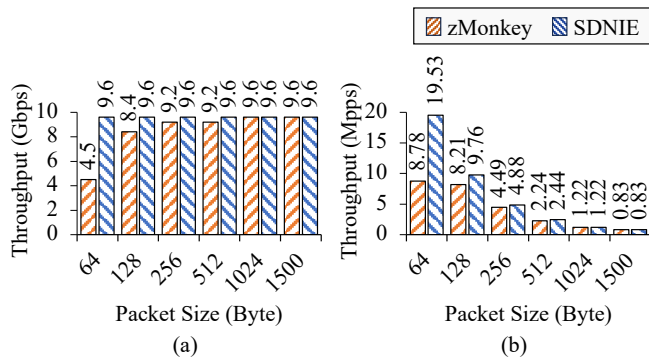 zMonkey SDNIE
Throughput (Gbps)
10
8
6
4
2
0
4.5 9.6 8.4 9.6 9.2 9.6 9.2 9.6 9.6 9.6 9.6 9.6
64 128 256 512 1024 1500
Packet Size (Byte)
(a)
Throughput (Mpps)
20
15
10
5
0
8.78 19.53 8.21 9.76 4.49 4.88 2.24 2.44 1.22 1.22 0.83 0.83
64 128 256 512 1024 1500
Packet Size (Byte)
(b)